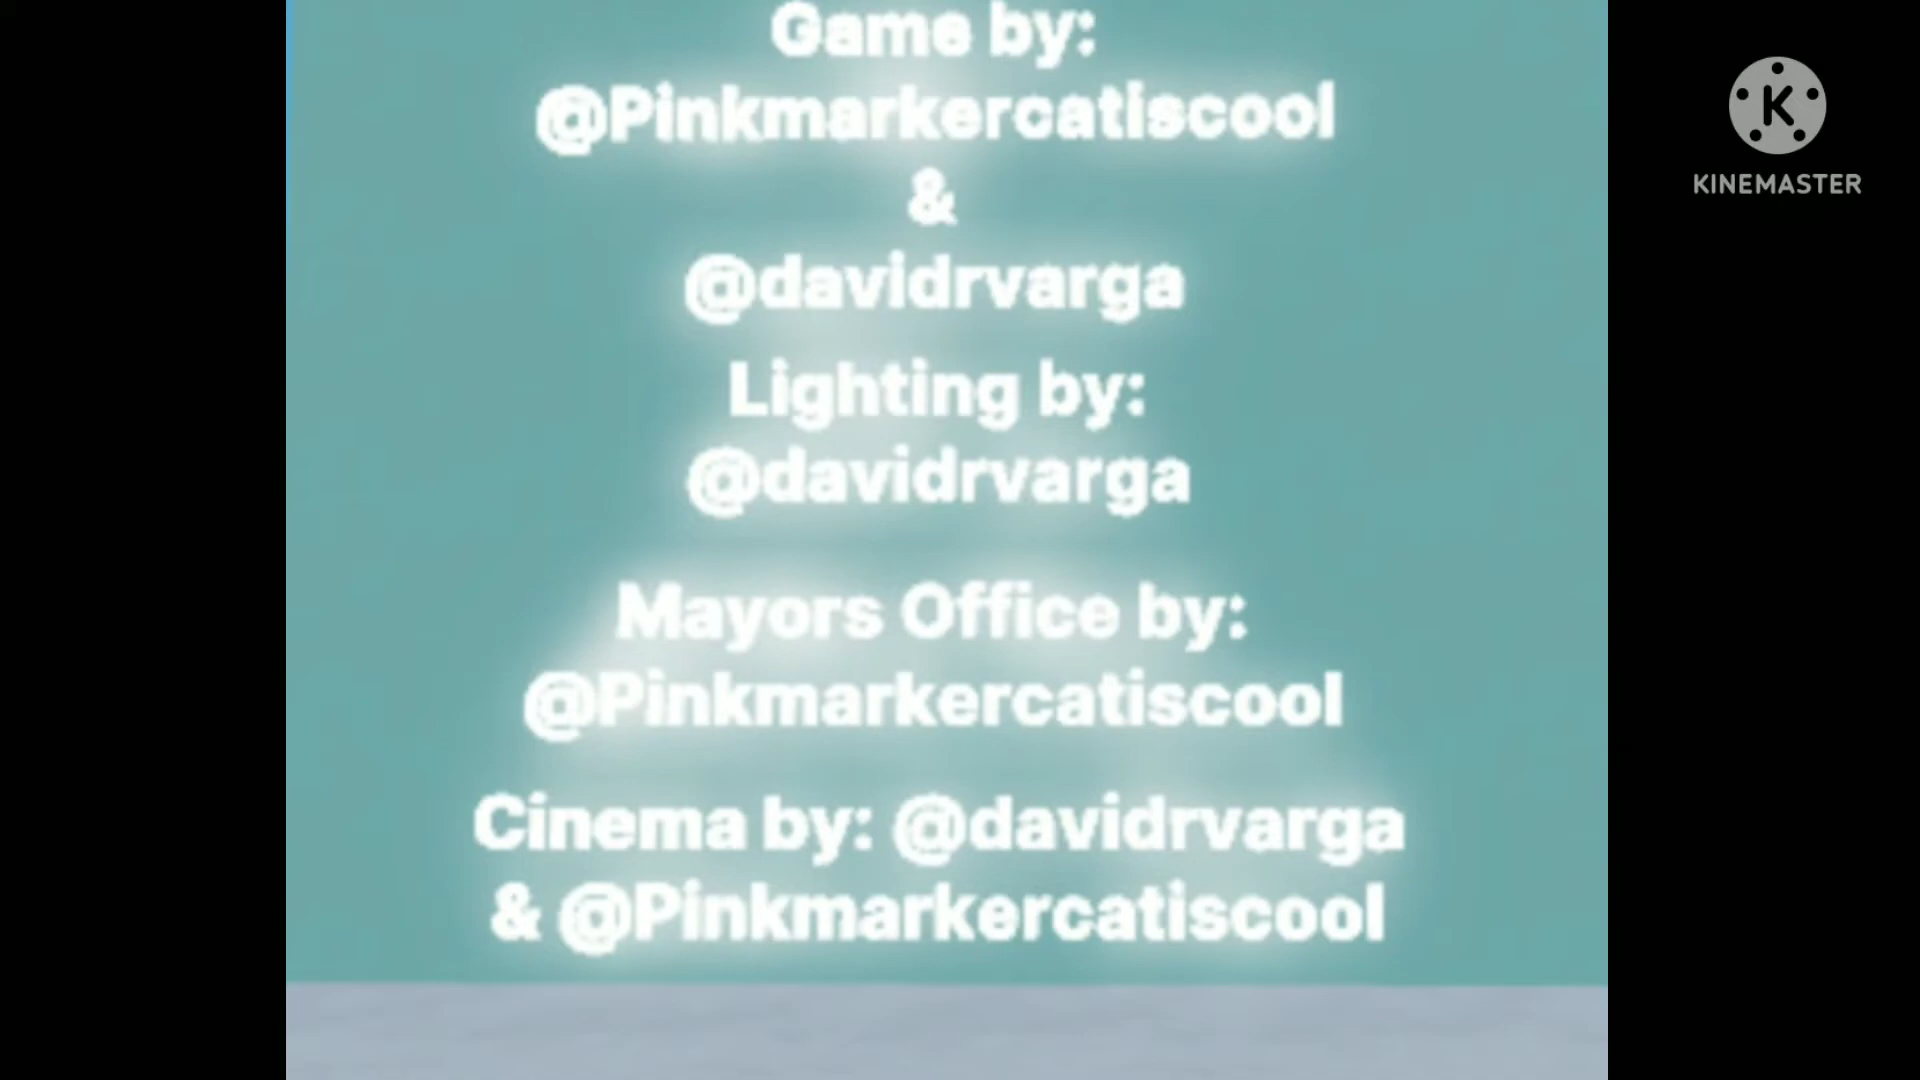 Game by:
@Pinkmarkercatiscool
&
@davidrvarga
Lighting by:
@davidrvarga
Mayors Office by:
@Pinkmarkercatiscool
Cinema by: @davidrvarga
& @Pinkmarkercatiscool
K
KINEMASTER